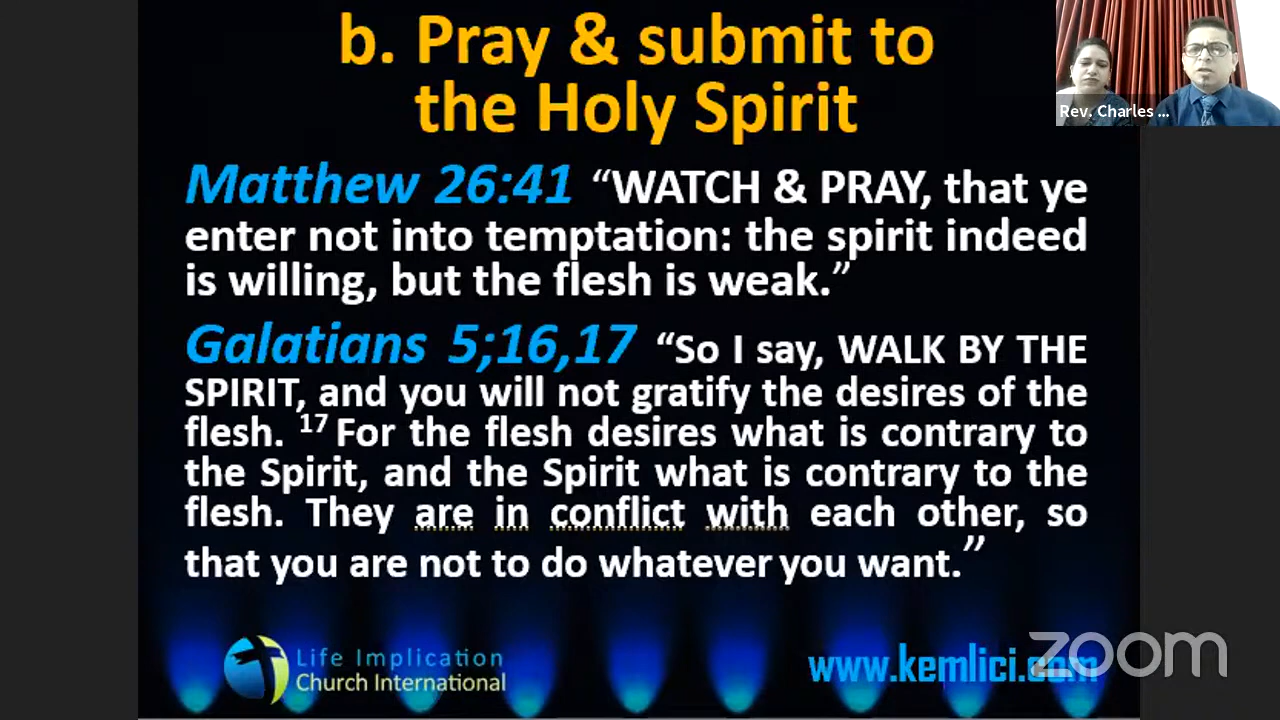 b. Pray & submit to
the Holy Spirit
Rev. Charles ...
Matthew 26:41 “WATCH & PRAY, that ye
enter not into temptation: the spirit indeed
is willing, but the flesh is weak.”
Galatians 5;16,17 “So I say, WALK BY THE
SPIRIT, and you will not gratify the desires of the
flesh. 17 For the flesh desires what is contrary to
the Spirit, and the Spirit what is contrary to the
flesh. They are in conflict with each other, so
that you are not to do whatever you want.”
Life Implication
Church International
www.kemlici.com
zoom